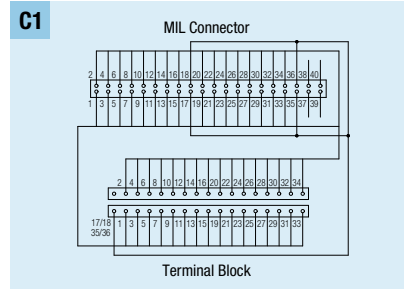 C1
MIL Connector
2 4 6 8 10 12 14 16 18 20 22 24 26 28 30 32 34 36 38 40
1 3 5 7 9 11 13 15 17 19 21 23 25 27 29 31 33 35 37 39
2 4 6 8 10 12 14 16 20 22 24 26 28 30 32 34
17/18 1 3 5 7 9 11 13 15 19 21 23 25 27 29 31 33
35/36
Terminal Block